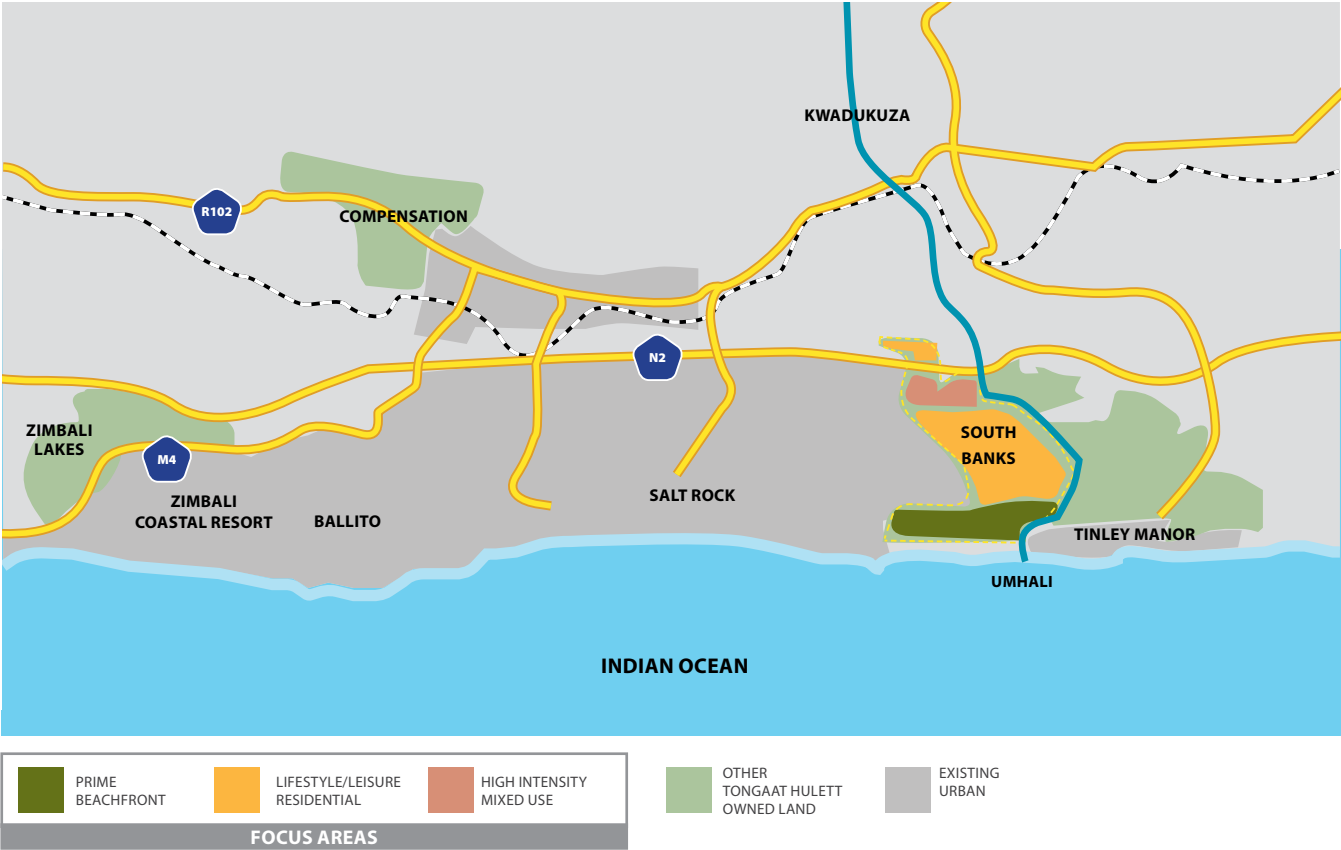 KWADUKUZA
R102
COMPENSATION
N2
ZIMBALI
LAKES
M4
SOUTH
BANKS
ZIMBALI
COASTAL RESORT
BALLITO
SALT ROCK
TINLEY MANOR
UMHALI
INDIAN OCEAN
PRIME
BEACHFRONT
LIFESTYLE/LEISURE
RESIDENTIAL
HIGH INTENSITY
MIXED USE
OTHER
TONGAAT HULETT
OWNED LAND
EXISTING
URBAN
FOCUS AREAS